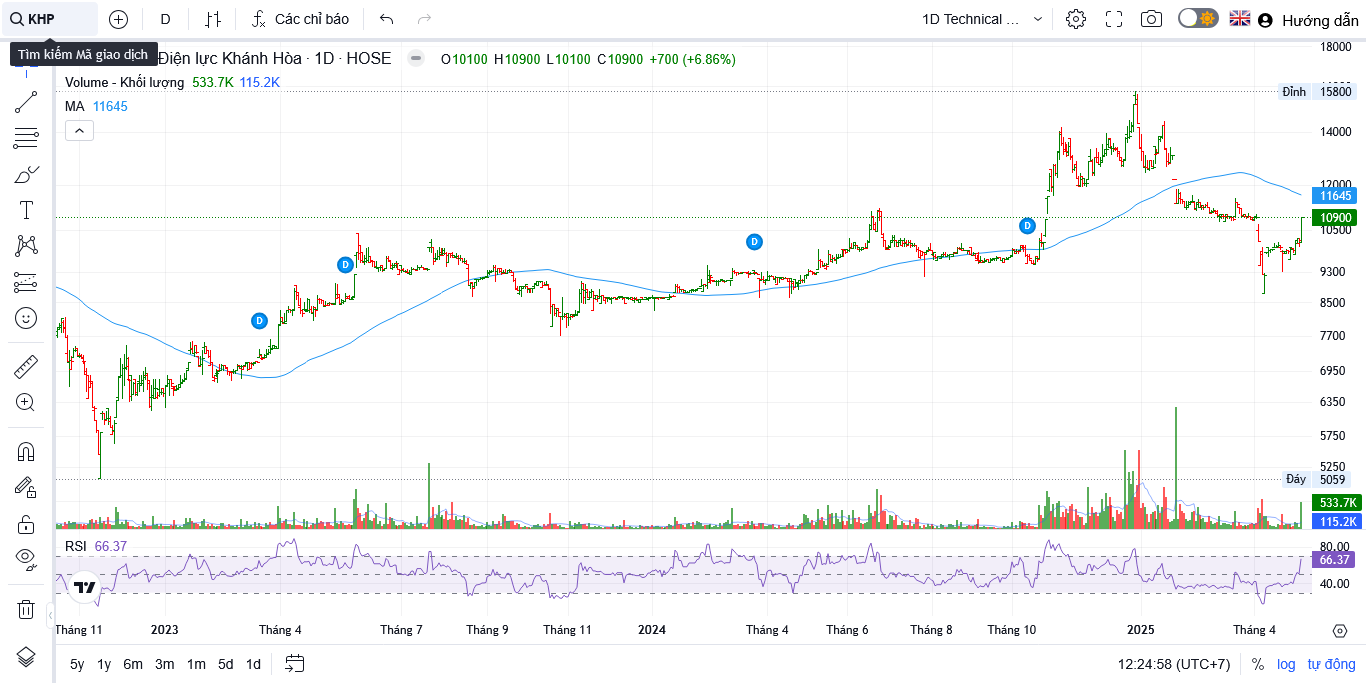 KHP
D
Các chỉ báo
1D Technical ...
Hướng dẫn
Tìm kiếm Mã giao dịch
Điện lực Khánh Hòa · 1D · HOSE
O10100 H10900 L10100 C10900 +700 (+6.86%)
Volume - Khối lượng 533.7K 115.2K
MA 11645
18000
Đỉnh 15800
14000
12000
11645
10900
10500
D
D
D
D
9300
8500
7700
6950
6350
5750
5250
Đáy 5059
533.7K
115.2K
RSI 66.37
80.00
66.37
40.00
Tháng 11 2023 Tháng 4 Tháng 7 Tháng 9 Tháng 11 2024 Tháng 4 Tháng 6 Tháng 8 Tháng 10 2025 Tháng 4
5y 1y 6m 3m 1m 5d 1d
12:24:58 (UTC+7) % log tự động